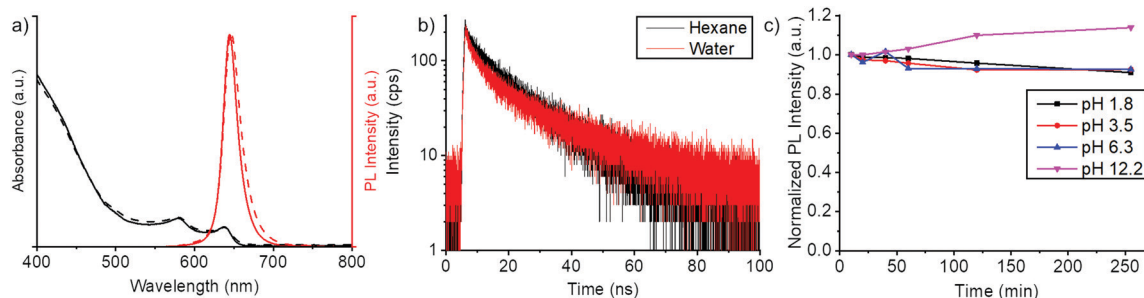 a)
Absorbance (a.u.)
400 500 600 700 800
Wavelength (nm)
PL Intensity (a.u.)
b)
Hexane
Water
Intensity (cps)
100
10
1
0 20 40 60 80 100
Time (ns)
c)
Normalized PL Intensity (a.u.)
1.2
1.0
0.8
0.6
0.4
0.2
0.0
pH 1.8
pH 3.5
pH 6.3
pH 12.2
0 50 100 150 200 250
Time (min)